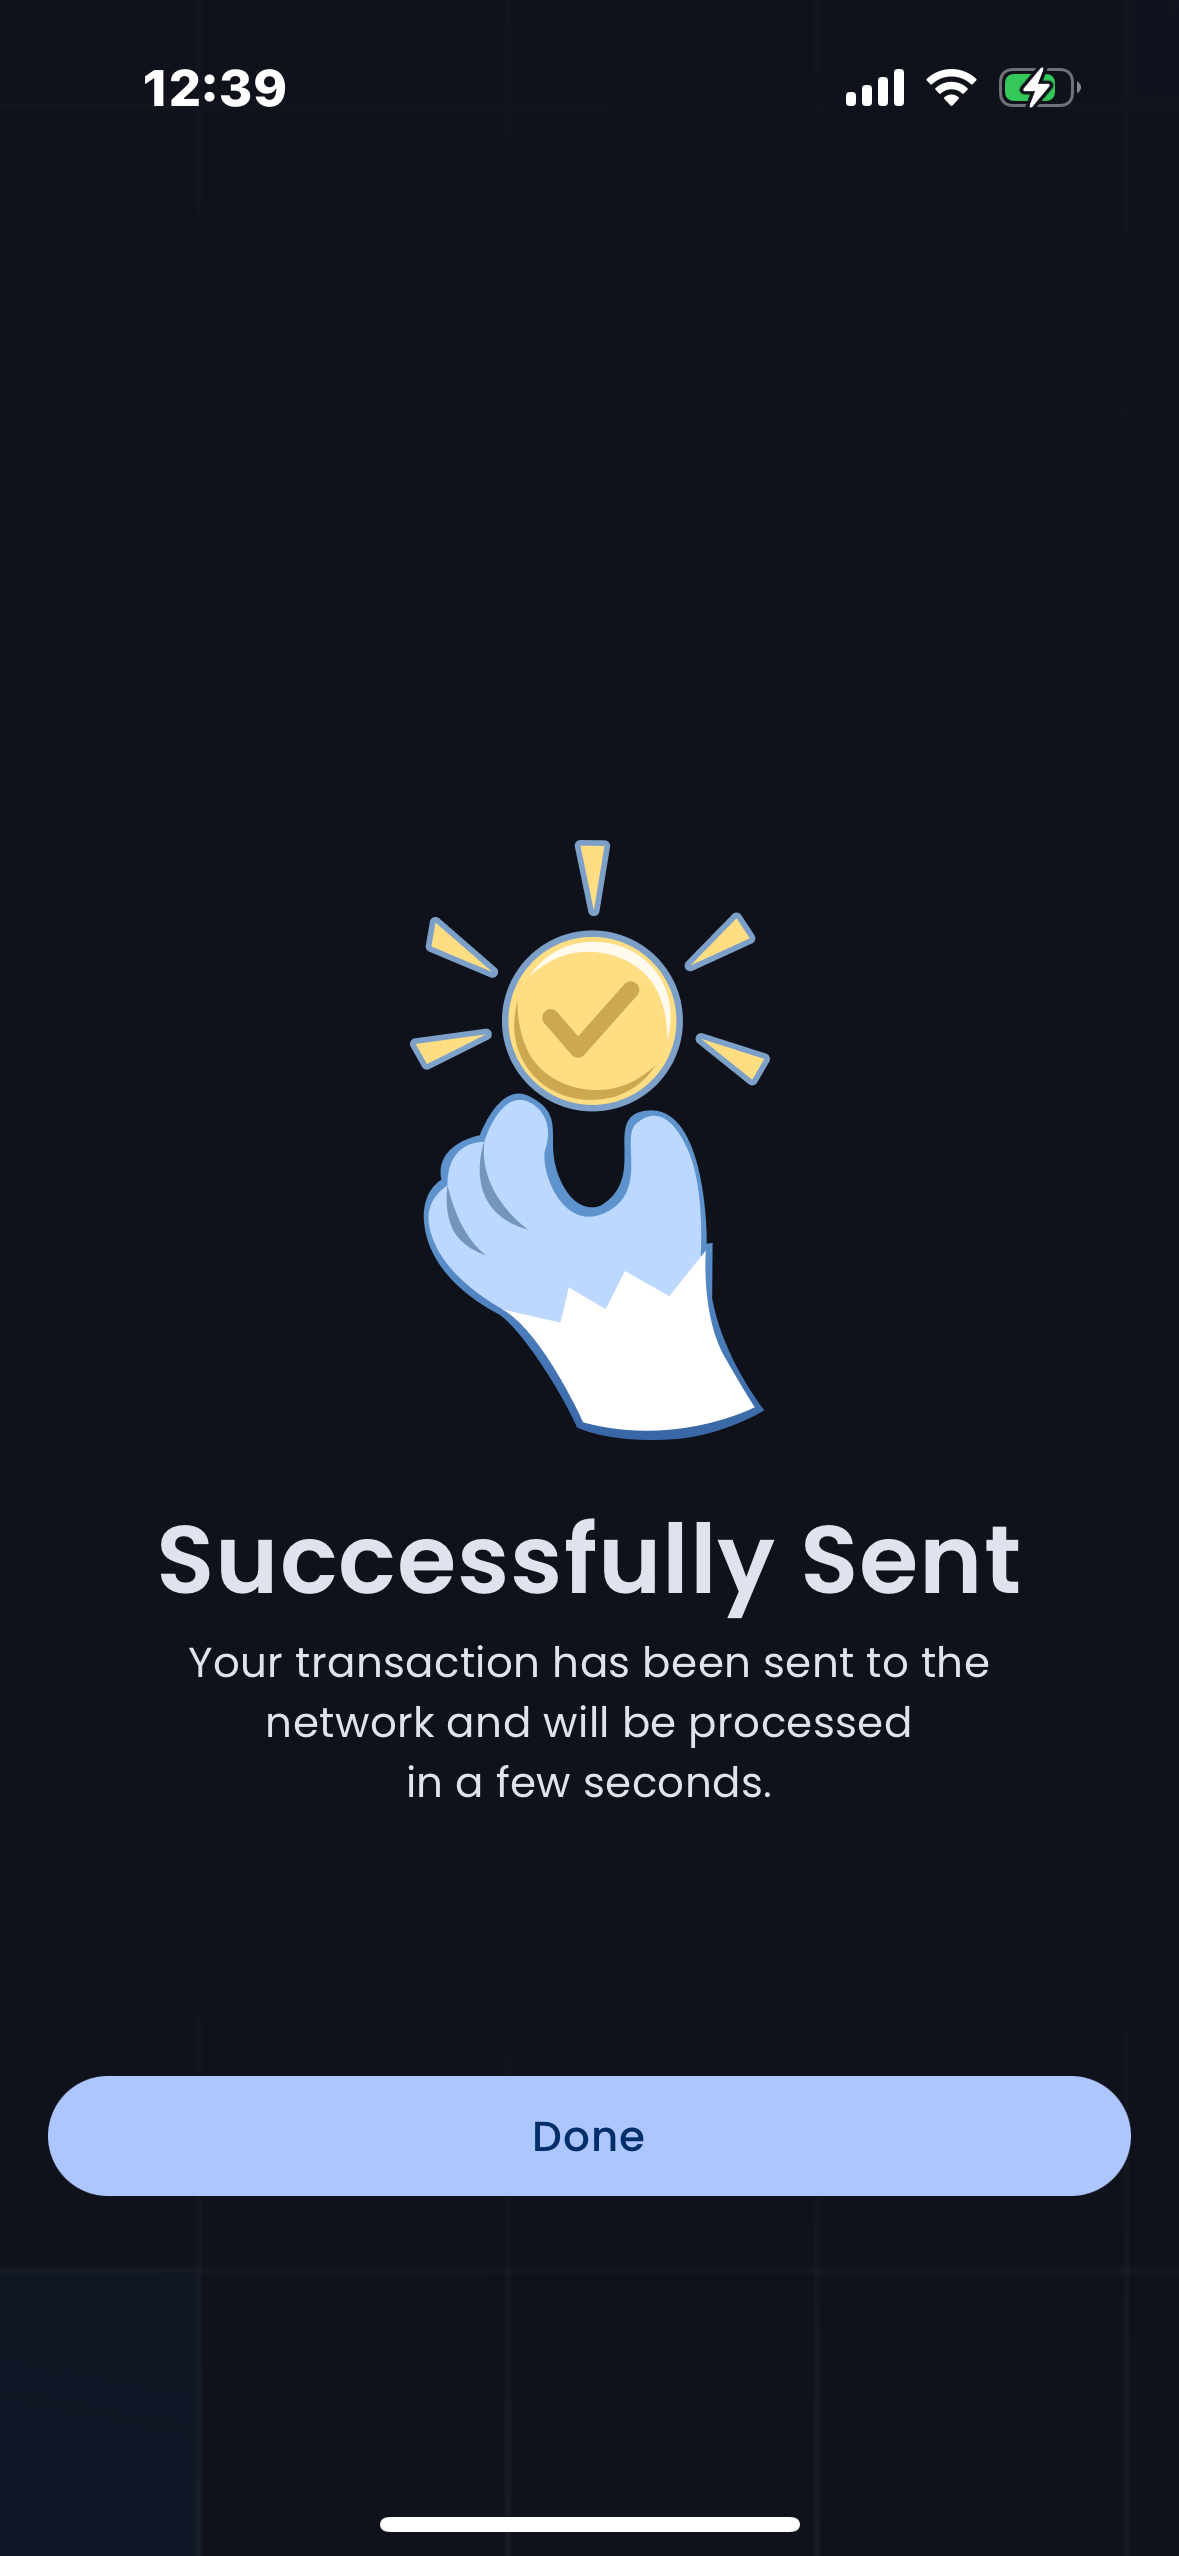 12:39
Successfully Sent
Your transaction has been sent to the
network and will be processed
in a few seconds.
Done